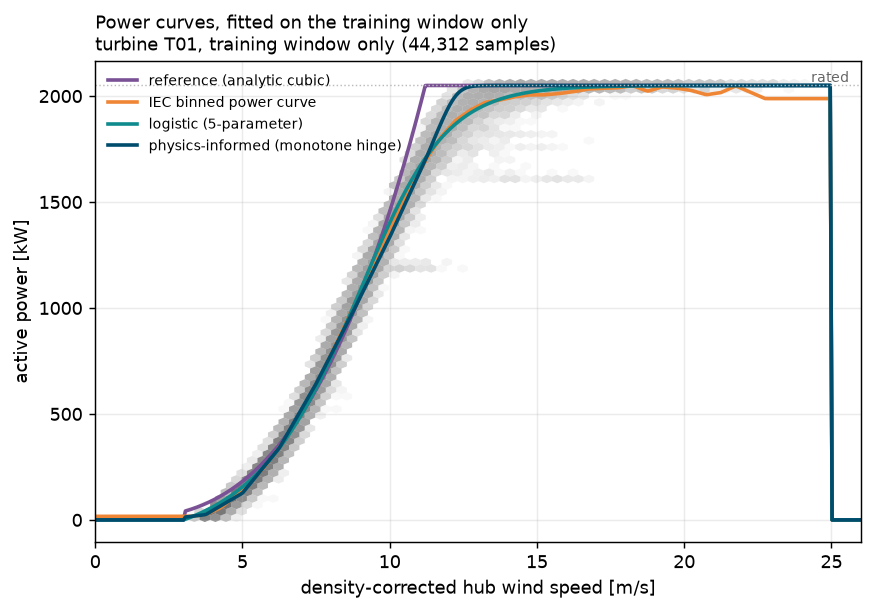 Power curves, fitted on the training window only
turbine T01, training window only (44,312 samples)
rated
reference (analytic cubic)
IEC binned power curve
logistic (5-parameter)
physics-informed (monotone hinge)
active power [kW]
2000
1500
1000
500
0
0 5 10 15 20 25
density-corrected hub wind speed [m/s]